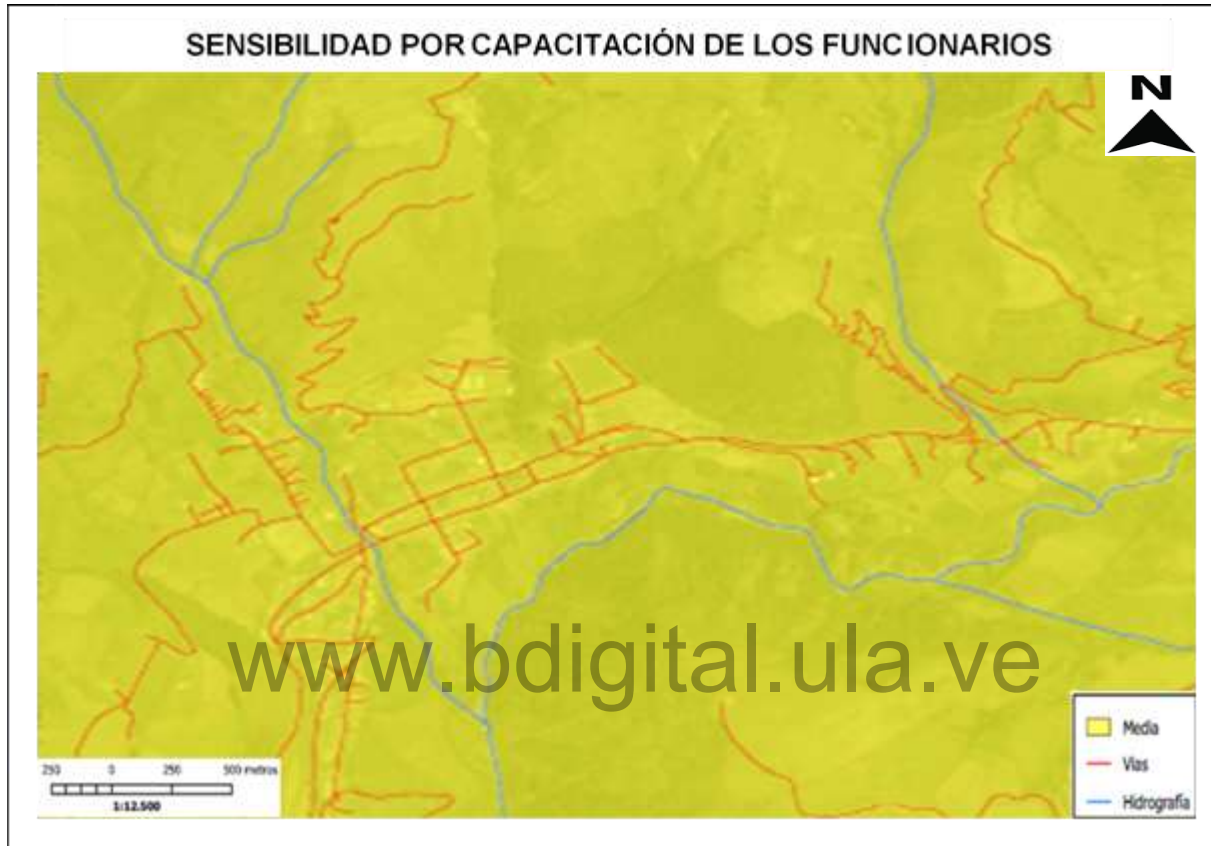 SENSIBILIDAD POR CAPACITACIÓN DE LOS FUNCIONARIOS
N
www.bdigital.ula.ve
250 0 250 500 metros
1:12.500
Media
Vias
Hidrografía